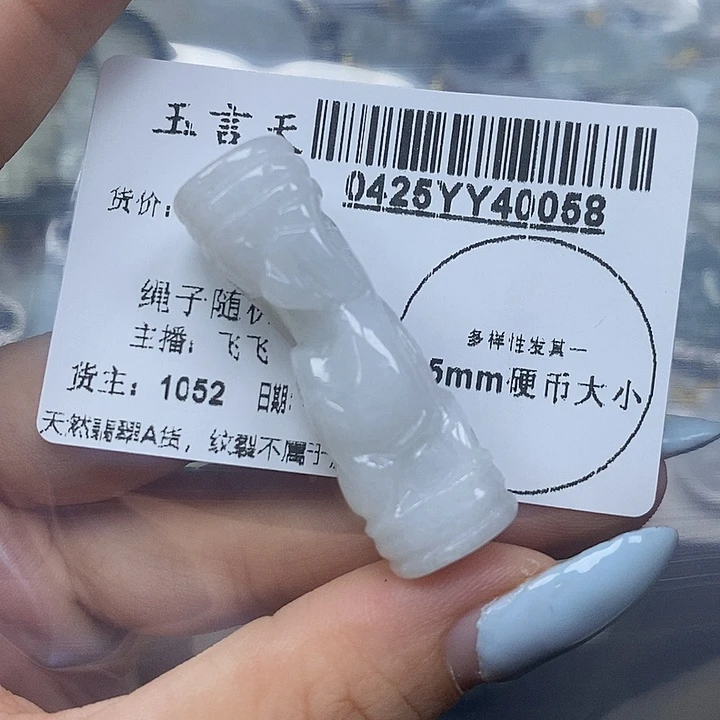 玉言天
0425YY40058
货价:
绳子随机
主播: 飞飞
货主: 1052 日期:
天然翡翠A货, 纹裂不属于
多样性发其一
5mm硬币大小